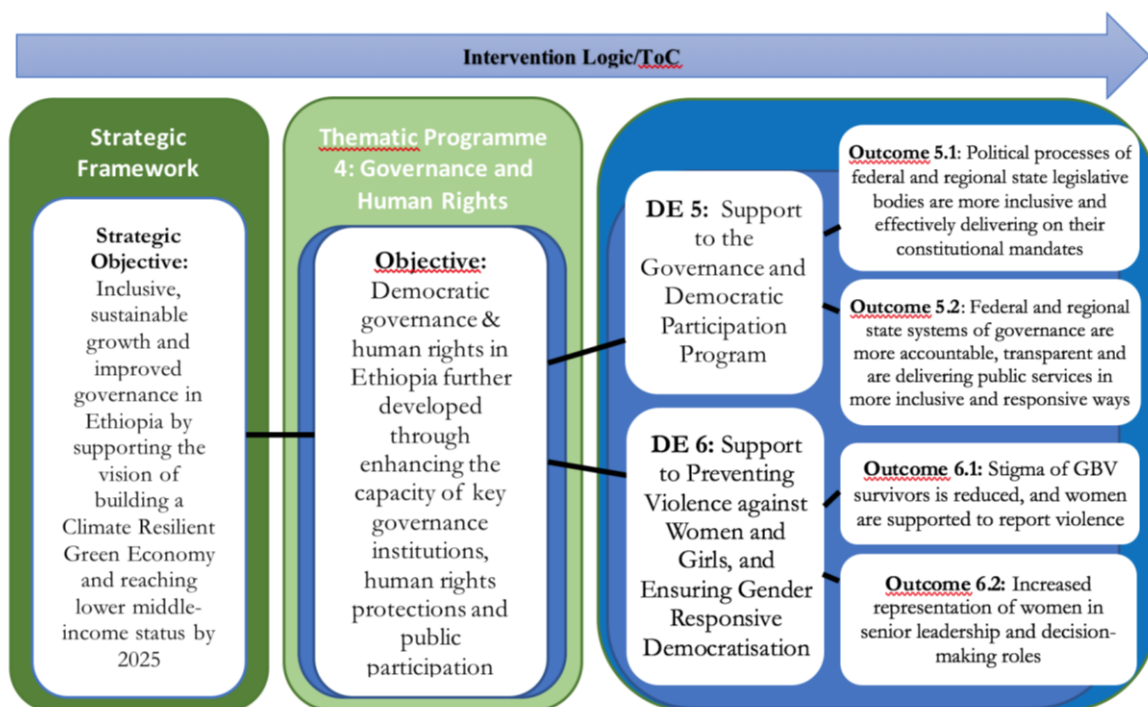 Intervention Logic/ToC
Strategic
Framework
Strategic
Objective:
Inclusive,
sustainable
growth and
improved
governance in
Ethiopia by
supporting the
vision of
building a
Climate Resilient
Green Economy
and reaching
lower middle-
income status by
2025
Thematic Programme
4: Governance and
Human Rights
Objective:
Democratic
governance &
human rights in
Ethiopia further
developed
through
enhancing the
capacity of key
governance
institutions,
human rights
protections and
public
participation
DE 5: Support
to the
Governance and
Democratic
Participation
Program
DE 6: Support
to Preventing
Violence against
Women and
Girls, and
Ensuring Gender
Responsive
Democratisation
Outcome 5.1: Political processes of
federal and regional state legislative
bodies are more inclusive and
effectively delivering on their
constitutional mandates
Outcome 5.2: Federal and regional
state systems of governance are
more accountable, transparent and
are delivering public services in
more inclusive and responsive ways
Outcome 6.1: Stigma of GBV
survivors is reduced, and women
are supported to report violence
Outcome 6.2: Increased
representation of women in
senior leadership and decision-
making roles